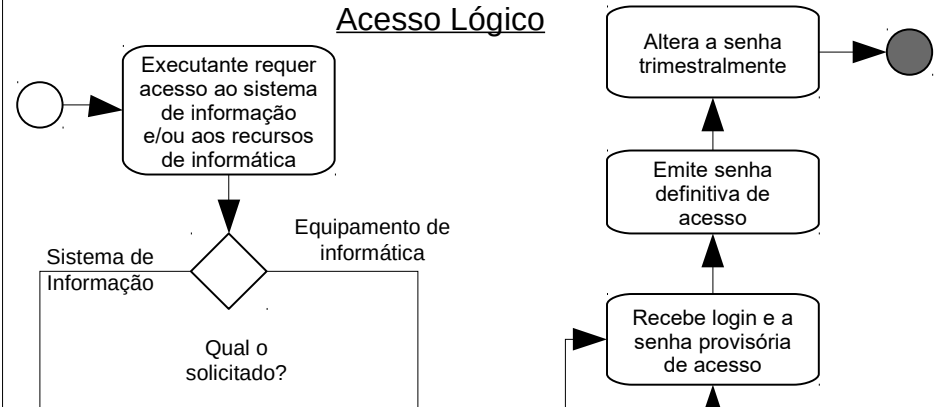 Acesso Lógico
Executante requer
acesso ao sistema
de informação
e/ou aos recursos
de informática
Sistema de
Informação
Equipamento de
informática
Qual o
solicitado?
Altera a senha
trimestralmente
Emite senha
definitiva de
acesso
Recebe login e a
senha provisória
de acesso